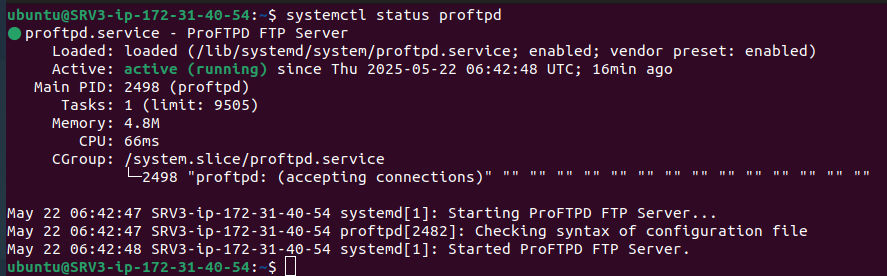 ubuntu@SRV3-ip-172-31-40-54:~$ systemctl status proftpd
● proftpd.service - ProFTPD FTP Server
     Loaded: loaded (/lib/systemd/system/proftpd.service; enabled; vendor preset: enabled)
     Active: active (running) since Thu 2025-05-22 06:42:48 UTC; 16min ago
   Main PID: 2498 (proftpd)
      Tasks: 1 (limit: 9505)
     Memory: 4.8M
        CPU: 66ms
     CGroup: /system.slice/proftpd.service
             └─2498 "proftpd: (accepting connections)" "" "" "" "" "" "" "" "" "" "" "" "" "" ""

May 22 06:42:47 SRV3-ip-172-31-40-54 systemd[1]: Starting ProFTPD FTP Server...
May 22 06:42:47 SRV3-ip-172-31-40-54 proftpd[2482]: Checking syntax of configuration file
May 22 06:42:48 SRV3-ip-172-31-40-54 systemd[1]: Started ProFTPD FTP Server.
ubuntu@SRV3-ip-172-31-40-54:~$